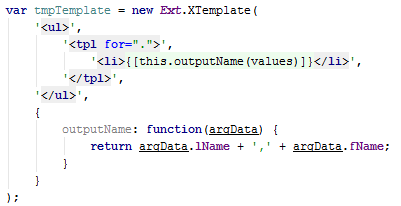 var tmpTemplate = new Ext.XTemplate(
    '<ul>',
        '<tpl for=".">',
            '<li>{[this.outputName(values)]}</li>',
        '</tpl>',
    '</ul>',
    {
        outputName: function(argData) {
            return argData.lName + ',' + argData.fName;
        }
    }
);